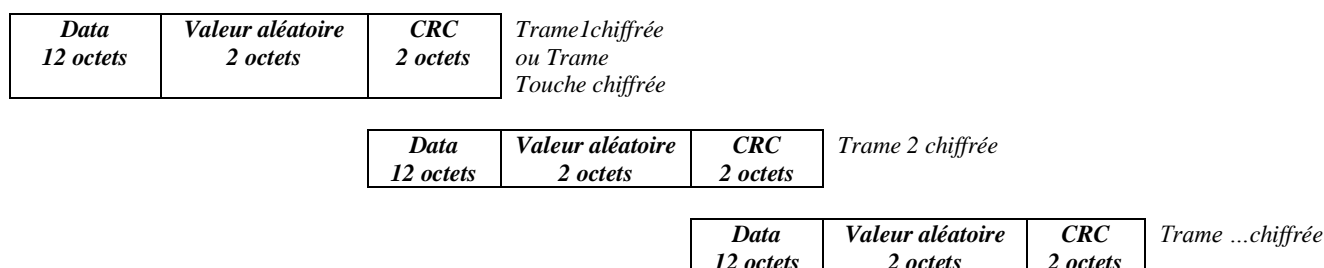 Data Valeur aléatoire CRC Trame1chiffrée
12 octets 2 octets 2 octets ou Trame
Touche chiffrée
Data Valeur aléatoire CRC Trame 2 chiffrée
12 octets 2 octets 2 octets
Data Valeur aléatoire CRC Trame …chiffrée
12 octets 2 octets 2 octets